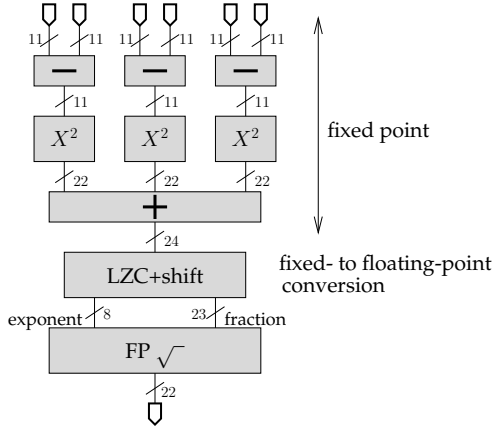 11 11 11 11 11 11
− − −
11 11 11
X² X² X²
22 22 22
+
24
fixed point
LZC+shift
fixed- to floating-point
conversion
exponent 8 23 fraction
FP √
22